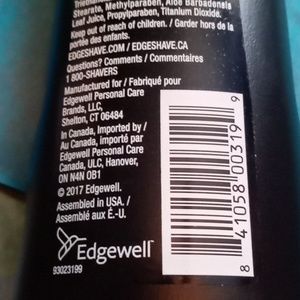 Stearate, Methylparaben, Aloe Barbadensis
Leaf Juice, Propylparaben, Titanium Dioxide.
Keep out of reach of children. / Garder hors de la
portée des enfants.
EDGESHAVE.COM / EDGESHAVE.CA
Questions? Comments / Commentaires
1 800-SHAVERS
Manufactured for / Fabriqué pour
Edgewell Personal Care
Brands, LLC,
Shelton, CT 06484
In Canada, Imported by /
Au Canada, importé par
Edgewell Personal Care
Canada, ULC, Hanover,
ON N4N 0B1
© 2017 Edgewell.
Assembled in USA. /
Assemblé aux É.-U.
Edgewell
93023199
8 41058 00319 9